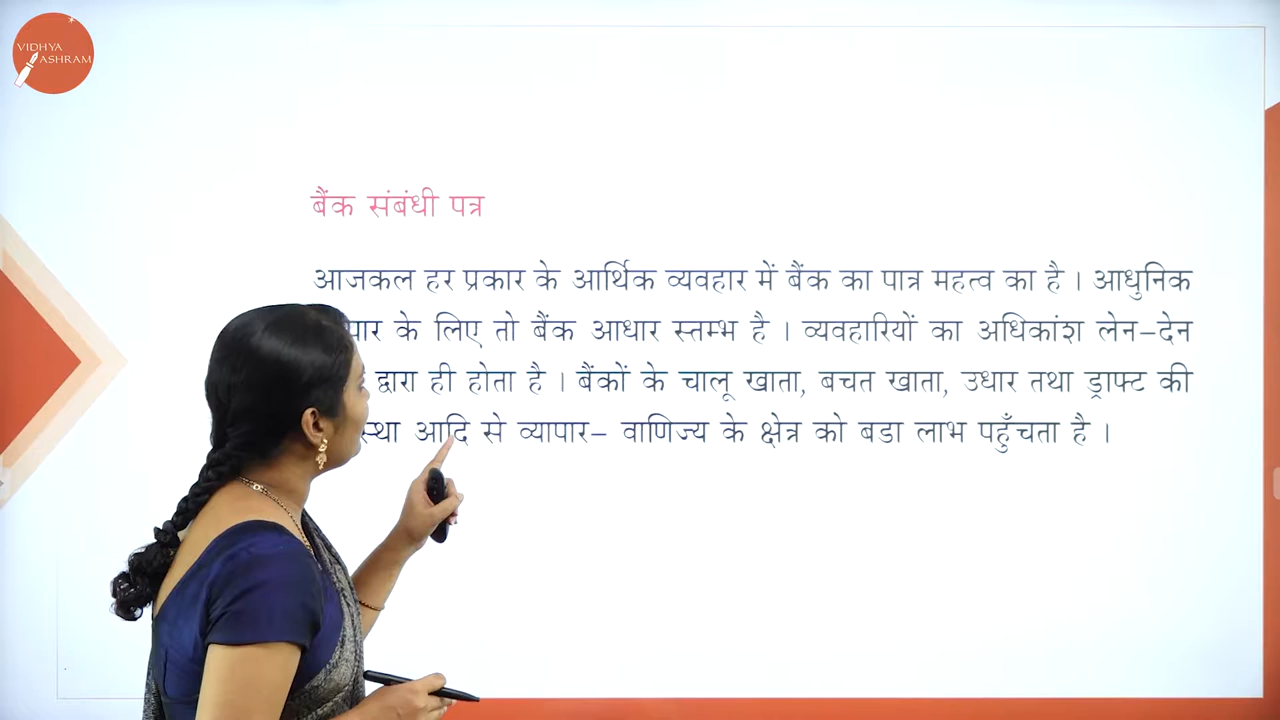 VIDHYA
ASHRAM
बैंक संबंधी पत्र
आजकल हर प्रकार के आर्थिक व्यवहार में बैंक का पात्र महत्व का है । आधुनिक
के लिए तो बैंक आधार स्तम्भ है । व्यवहारियों का अधिकांश लेन-देन
द्वारा ही होता है । बैंकों के चालू खाता, बचत खाता, उधार तथा ड्राफ्ट की
आदि से व्यापार- वाणिज्य के क्षेत्र को बडा लाभ पहुँचता है ।